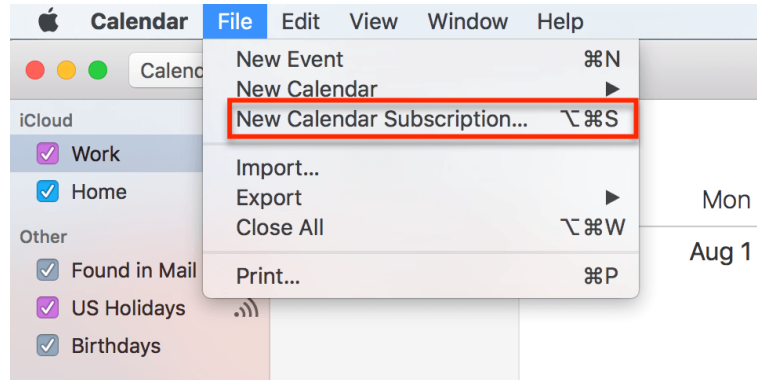 Calendar File Edit View Window Help
Calend
New Event ⌘N
New Calendar ▶
New Calendar Subscription... ⌥⌘S
Import...
Export ▶
Close All ⌥⌘W
Print... ⌘P
iCloud
Work
Home
Other
Found in Mail
US Holidays
Birthdays
Mon
Aug 1